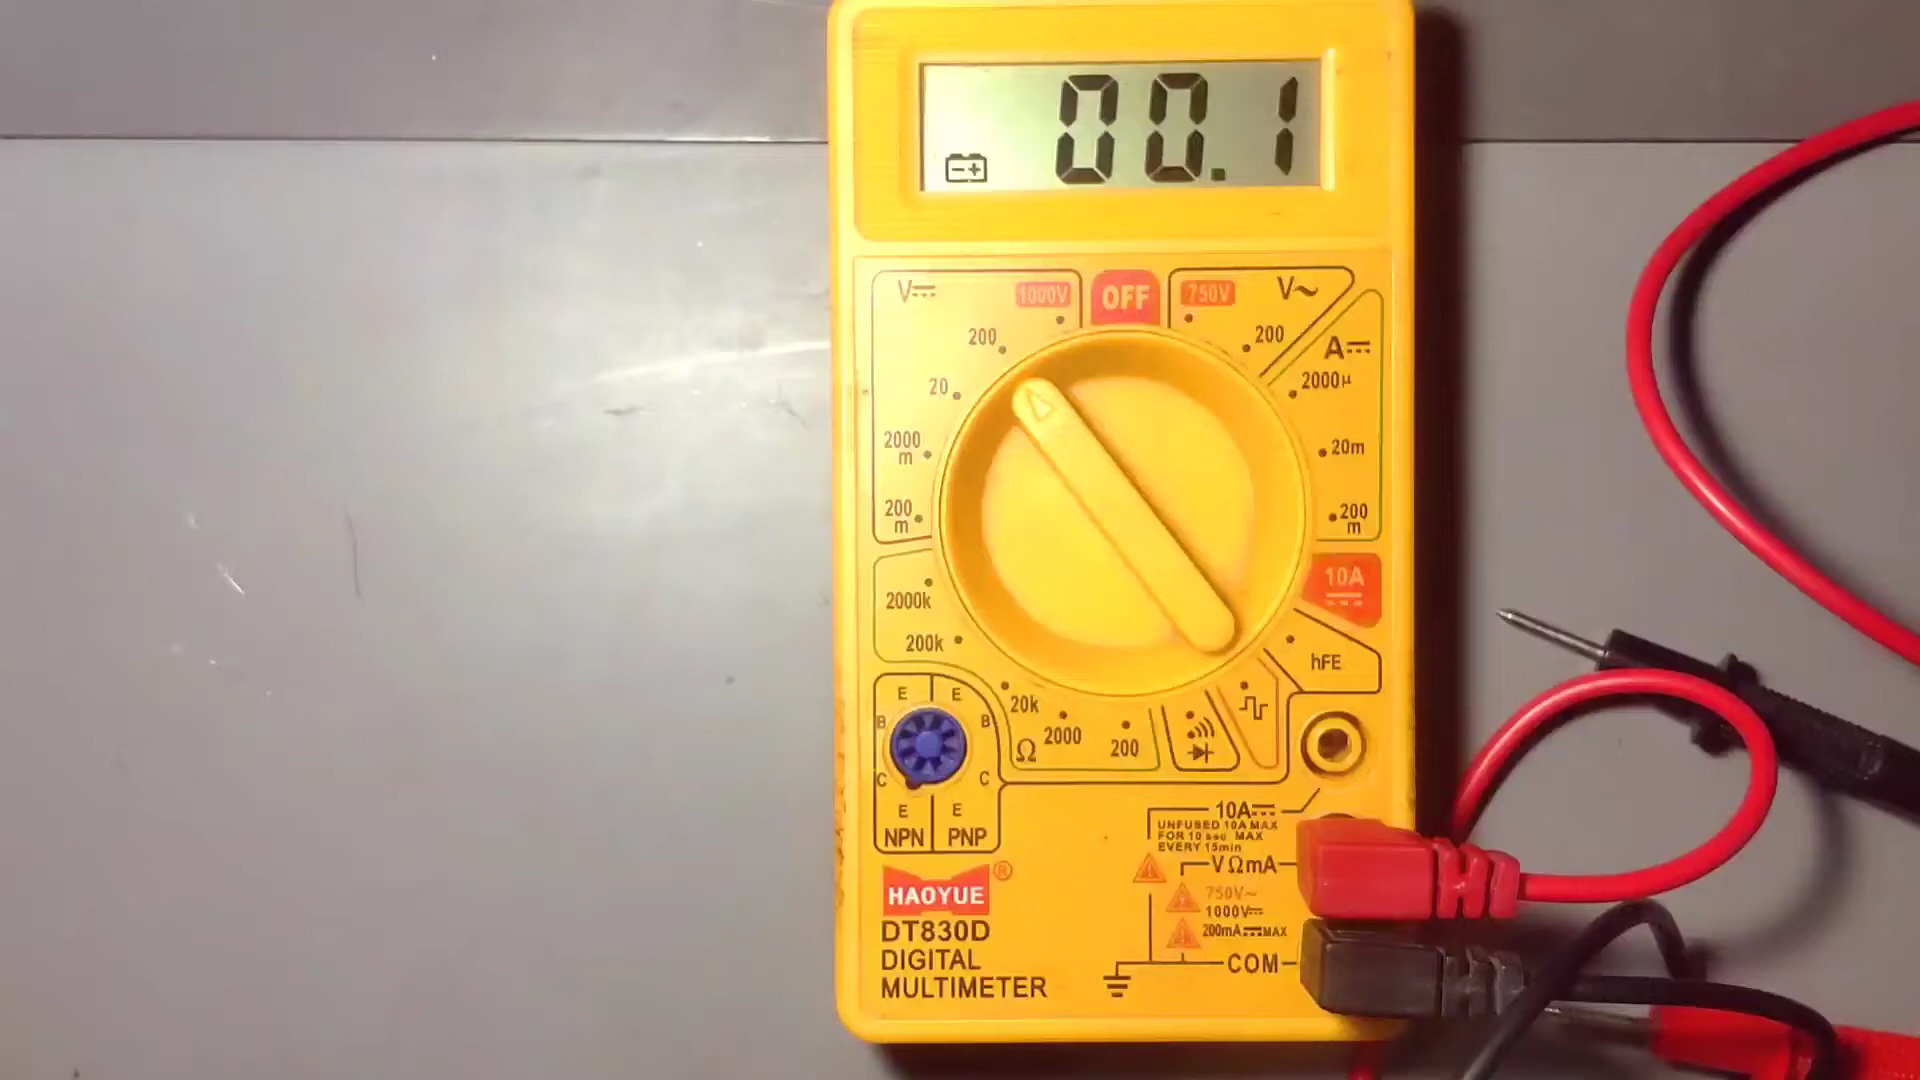 00.1
V⎓ 1000V OFF 750V V~
200 200
A⎓
20 2000µ
2000
m
20m
200
m
200
m
2000k
10A
200k
hFE
20k
Ω 2000 200
E E
B B
C C
E E
NPN PNP
10A⎓
UNFUSED 10A MAX
FOR 10 sec MAX
EVERY 15min
VΩmA
750V~
1000V⎓
200mA⎓MAX
COM
HAOYUE ®
DT830D
DIGITAL
MULTIMETER